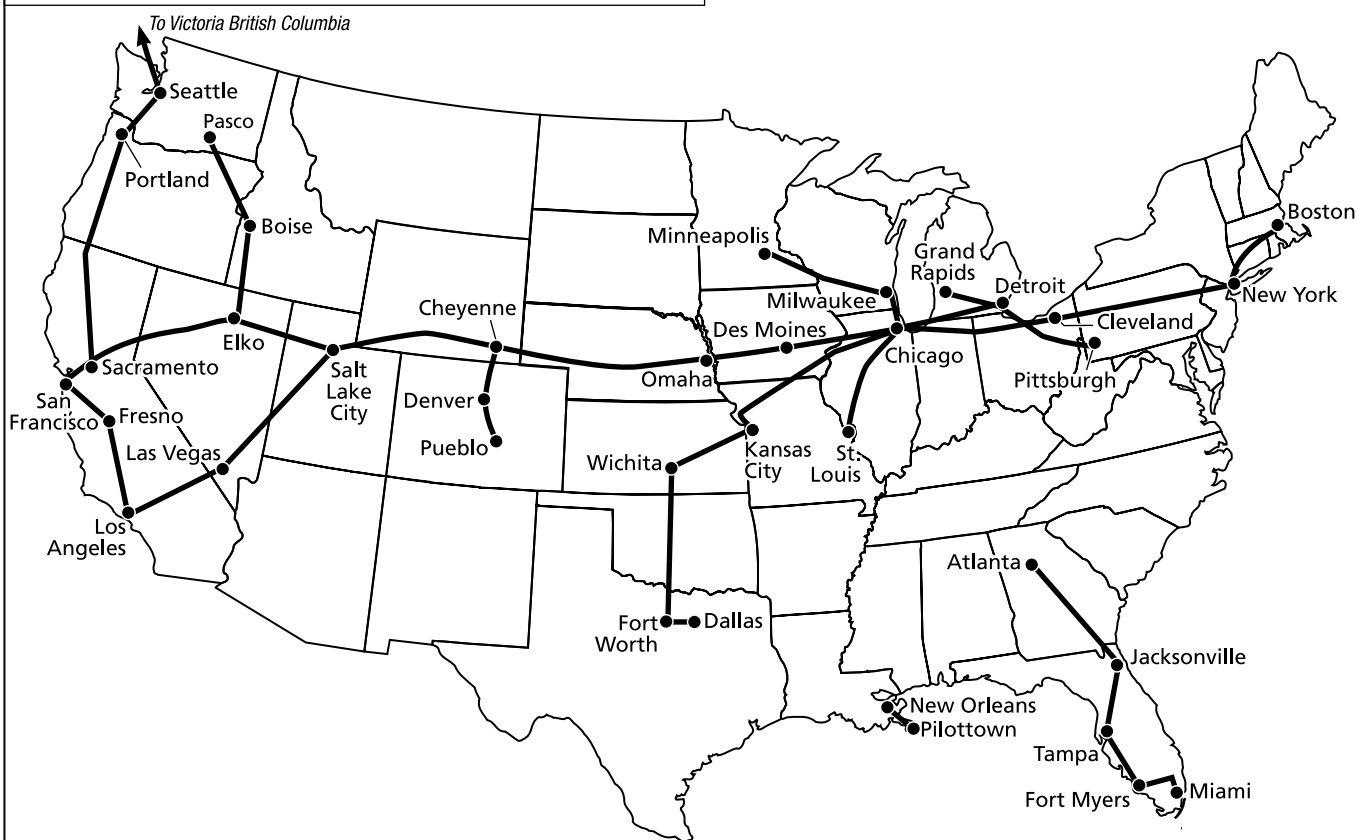 To Victoria British Columbia
Seattle
Pasco
Portland
Boise
Boston
Minneapolis
Grand
Rapids
Detroit
New York
Milwaukee
Cheyenne
Des Moines
Cleveland
Elko
Chicago
Sacramento
Salt
Lake
City
Omaha
Pittsburgh
Denver
San
Francisco
Fresno
Pueblo
Las Vegas
Wichita
Kansas
City
St.
Louis
Los
Angeles
Atlanta
Fort
Worth
Dallas
Jacksonville
New Orleans
Pilottown
Tampa
Fort Myers
Miami